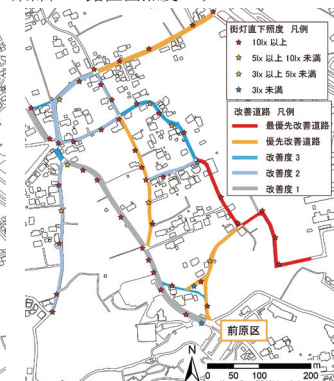 街灯直下照度 凡例
10lx 以上
5lx 以上 10lx 未満
3lx 以上 5lx 未満
3lx 未満
改善道路 凡例
最優先改善道路
優先改善道路
改善度 3
改善度 2
改善度 1
前原区
N
m
0 50 100 200